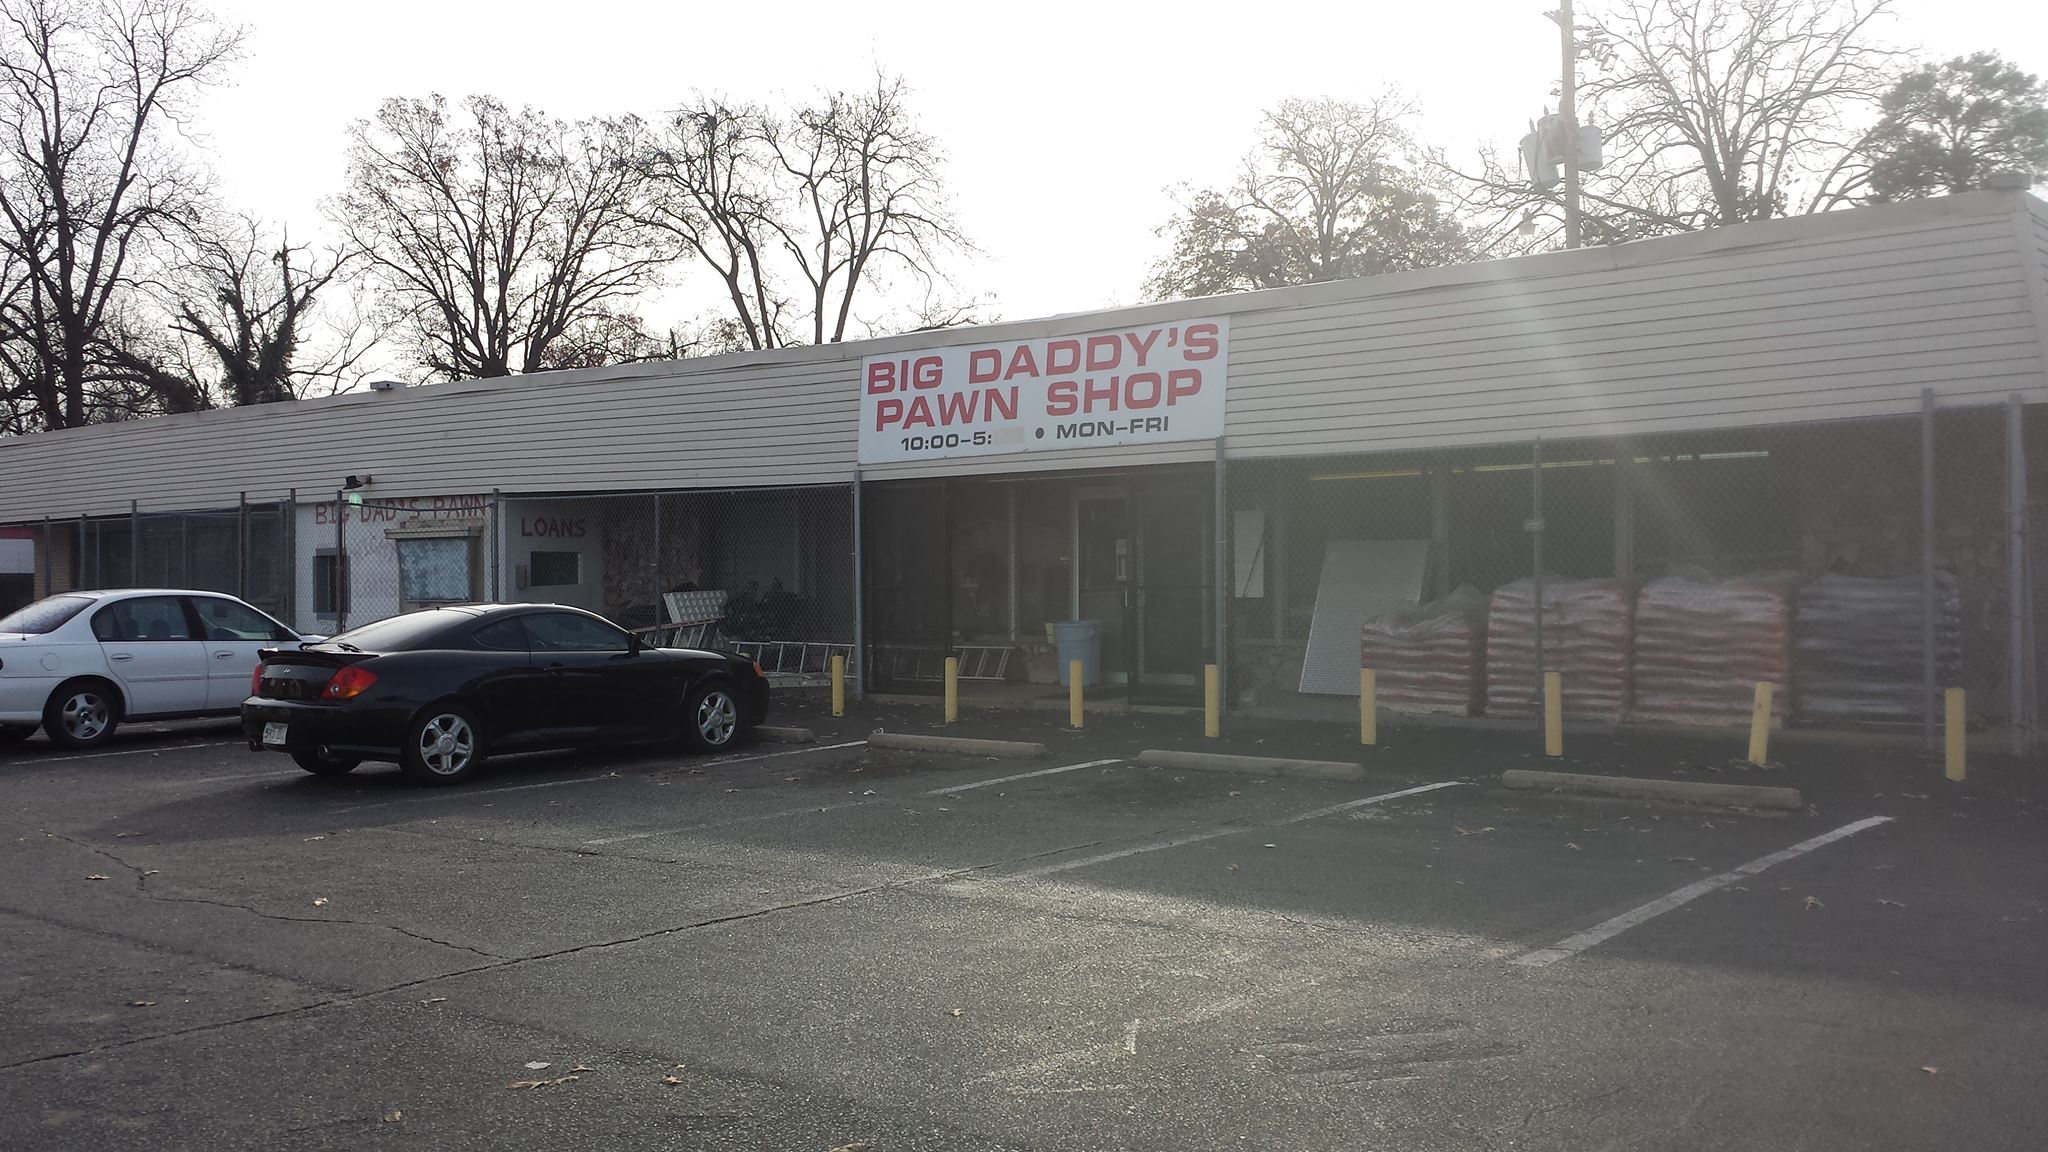 BIG DADDY'S
PAWN SHOP
10:00-5: • MON-FRI
BIG DAD'S PAWN
LOANS